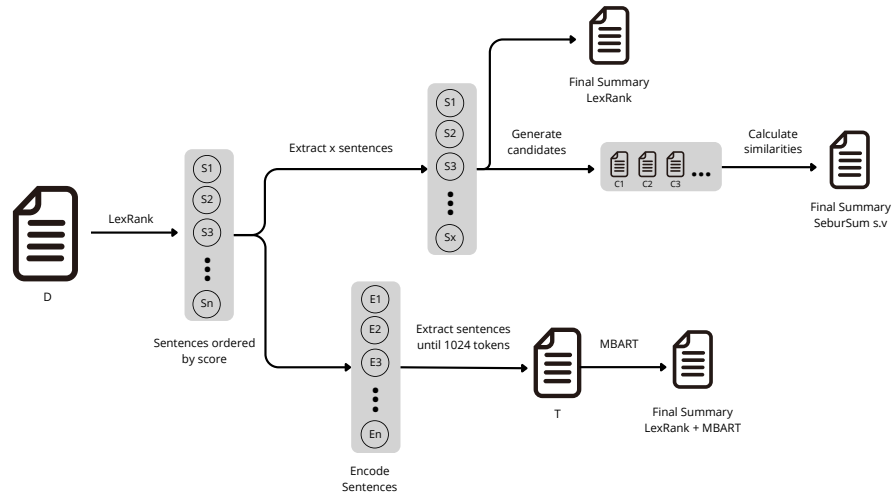 D
LexRank
S1
S2
S3
Sn
Sentences ordered
by score
Extract x sentences
S1
S2
S3
Sx
Final Summary
LexRank
Generate
candidates
C1 C2 C3
Calculate
similarities
Final Summary
SeburSum s.v
E1
E2
E3
En
Encode
Sentences
Extract sentences
until 1024 tokens
T
MBART
Final Summary
LexRank + MBART